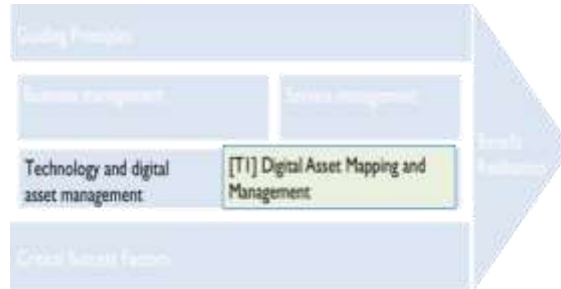 Guiding Principles
Business management
Service management
Technology and digital
asset management
[T1] Digital Asset Mapping and
Management
Benefit
Realisation
Critical Success Factors